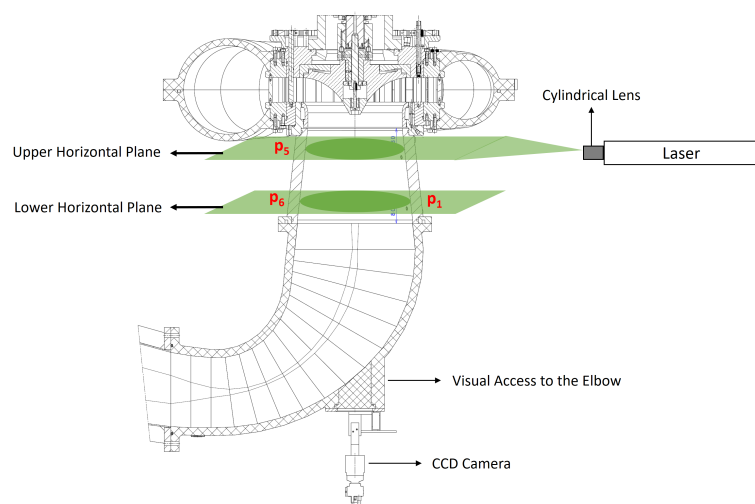 Cylindrical Lens
Upper Horizontal Plane
p5
Laser
Lower Horizontal Plane
p6
p1
Visual Access to the Elbow
CCD Camera